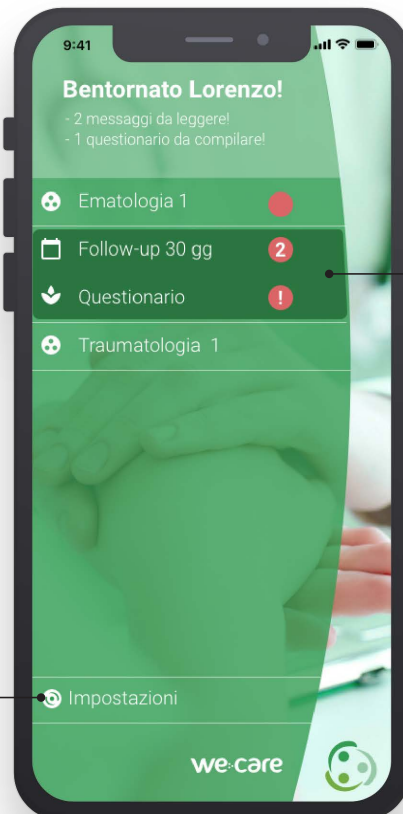 9:41
Bentornato Lorenzo!
- 2 messaggi da leggere!
- 1 questionario da compilare!
Ematologia 1
Follow-up 30 gg 2
Questionario !
Traumatologia 1
Impostazioni
we:care